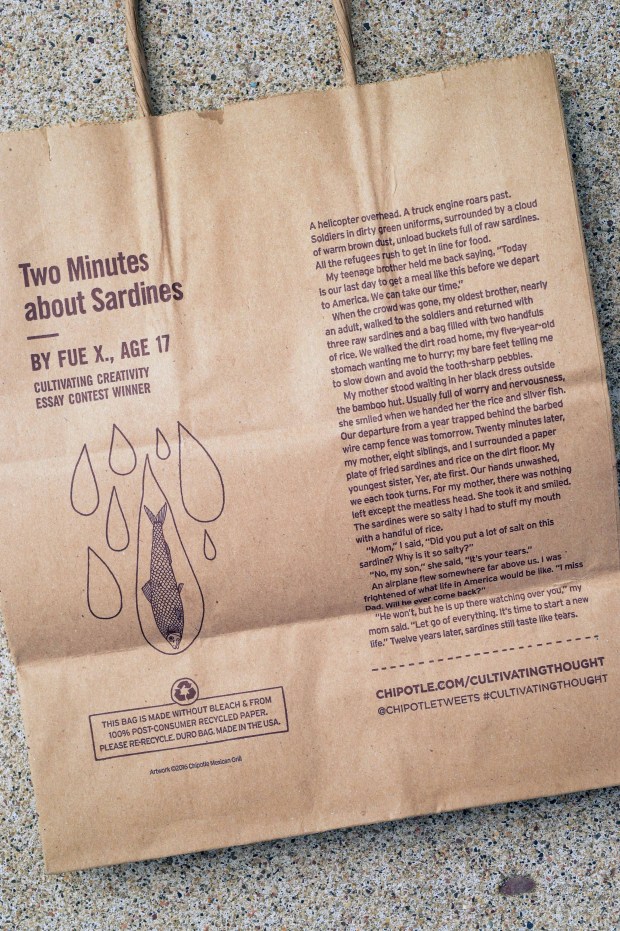 Two Minutes
about Sardines
BY FUE X., AGE 17
CULTIVATING CREATIVITY
ESSAY CONTEST WINNER
THIS BAG IS MADE WITHOUT BLEACH & FROM
100% POST-CONSUMER RECYCLED PAPER.
PLEASE RE-RECYCLE. DURO BAG. MADE IN THE USA.
Artwork ©2016 Chipotle Mexican Grill
A helicopter overhead. A truck engine roars past.
Soldiers in dirty green uniforms, surrounded by a cloud
of warm brown dust, unload buckets full of raw sardines.
All the refugees rush to get in line for food.
My teenage brother held me back saying, “Today
is our last day to get a meal like this before we depart
to America. We can take our time.”
When the crowd was gone, my oldest brother, nearly
an adult, walked to the soldiers and returned with
three raw sardines and a bag filled with two handfuls
of rice. We walked the dirt road home, my five-year-old
stomach wanting me to hurry; my bare feet telling me
to slow down and avoid the tooth-sharp pebbles.
My mother stood waiting in her black dress outside
the bamboo hut. Usually full of worry and nervousness,
she smiled when we handed her the rice and silver fish.
Our departure from a year trapped behind the barbed
wire camp fence was tomorrow. Twenty minutes later,
my mother, eight siblings, and I surrounded a paper
plate of fried sardines and rice on the dirt floor. My
youngest sister, Yer, ate first. Our hands unwashed,
we each took turns. For my mother, there was nothing
left except the meatless head. She took it and smiled.
The sardines were so salty I had to stuff my mouth
with a handful of rice.
“Mom,” I said, “Did you put a lot of salt on this
sardine? Why is it so salty?”
“No, my son,” she said, “it’s your tears.”
An airplane flew somewhere far above us. I was
frightened of what life in America would be like. “I miss
Dad. Will he ever come back?”
“He won’t, but he is up there watching over you,” my
mom said. “Let go of everything. It’s time to start a new
life.” Twelve years later, sardines still taste like tears.
CHIPOTLE.COM/CULTIVATINGTHOUGHT
@CHIPOTLETWEETS #CULTIVATINGTHOUGHT